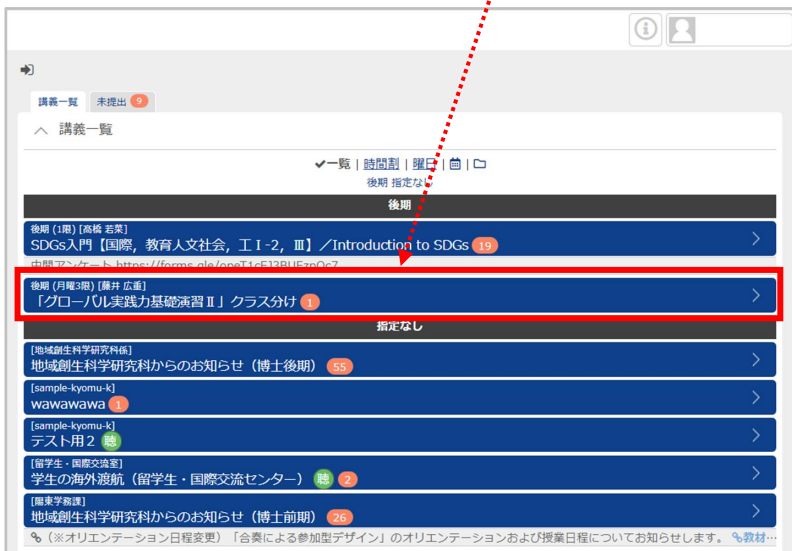 講義一覧 未提出 9
講義一覧
✔一覧 | 時間割 | 曜日 | |
後期 指定なし
後期
後期 (1限) [高橋 若菜]
SDGs入門【国際，教育人文社会，工Ⅰ-2，Ⅲ】／Introduction to SDGs 19
中間アンケート
後期 (月曜3限) [藤井 広重]
「グローバル実践力基礎演習Ⅱ」クラス分け 1
指定なし
[地域創生科学研究科係]
地域創生科学研究科からのお知らせ（博士後期） 55
[sample-kyomu-k]
wawawawa 1
[sample-kyomu-k]
テスト用２ 聴
[留学生・国際交流室]
学生の海外渡航（留学生・国際交流センター） 聴 2
[陽東学務課]
地域創生科学研究科からのお知らせ（博士前期） 26
（※オリエンテーション日程変更）「合奏による参加型デザイン」のオリエンテーションおよび授業日程についてお知らせします。 教材…